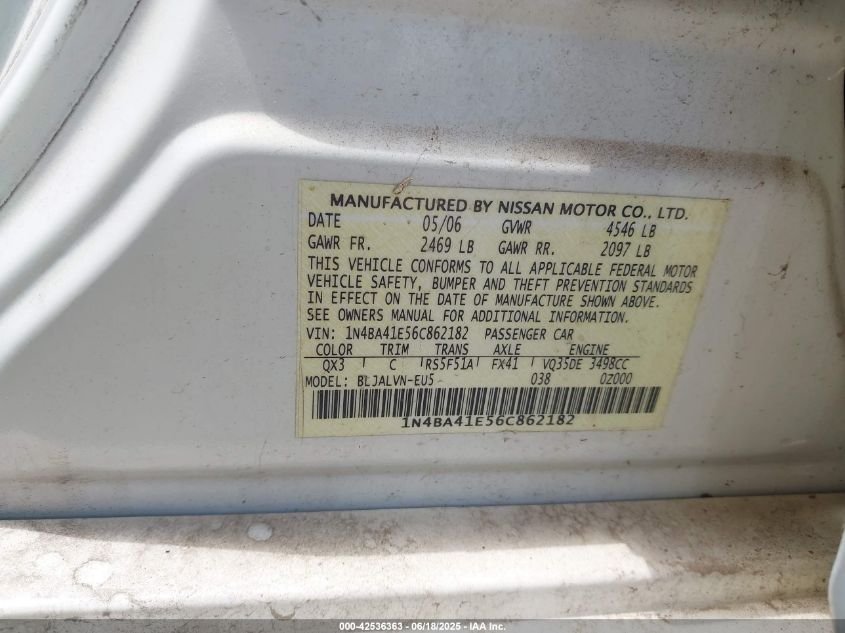 MANUFACTURED BY NISSAN MOTOR CO., LTD.
DATE 05/06 GVWR 4546 LB
GAWR FR. 2469 LB GAWR RR. 2097 LB
THIS VEHICLE CONFORMS TO ALL APPLICABLE FEDERAL MOTOR
VEHICLE SAFETY, BUMPER AND THEFT PREVENTION STANDARDS
IN EFFECT ON THE DATE OF MANUFACTURE SHOWN ABOVE.
SEE OWNERS MANUAL FOR ADDITIONAL INFORMATION.
VIN: 1N4BA41E56C862182 PASSENGER CAR
COLOR TRIM TRANS AXLE ENGINE
QX3 C RS5F51A FX41 VQ35DE 3498CC
MODEL: BLJALVN-EU5 038 0Z000
1N4BA41E56C862182
000-42536363 - 06/18/2025 - IAA Inc.